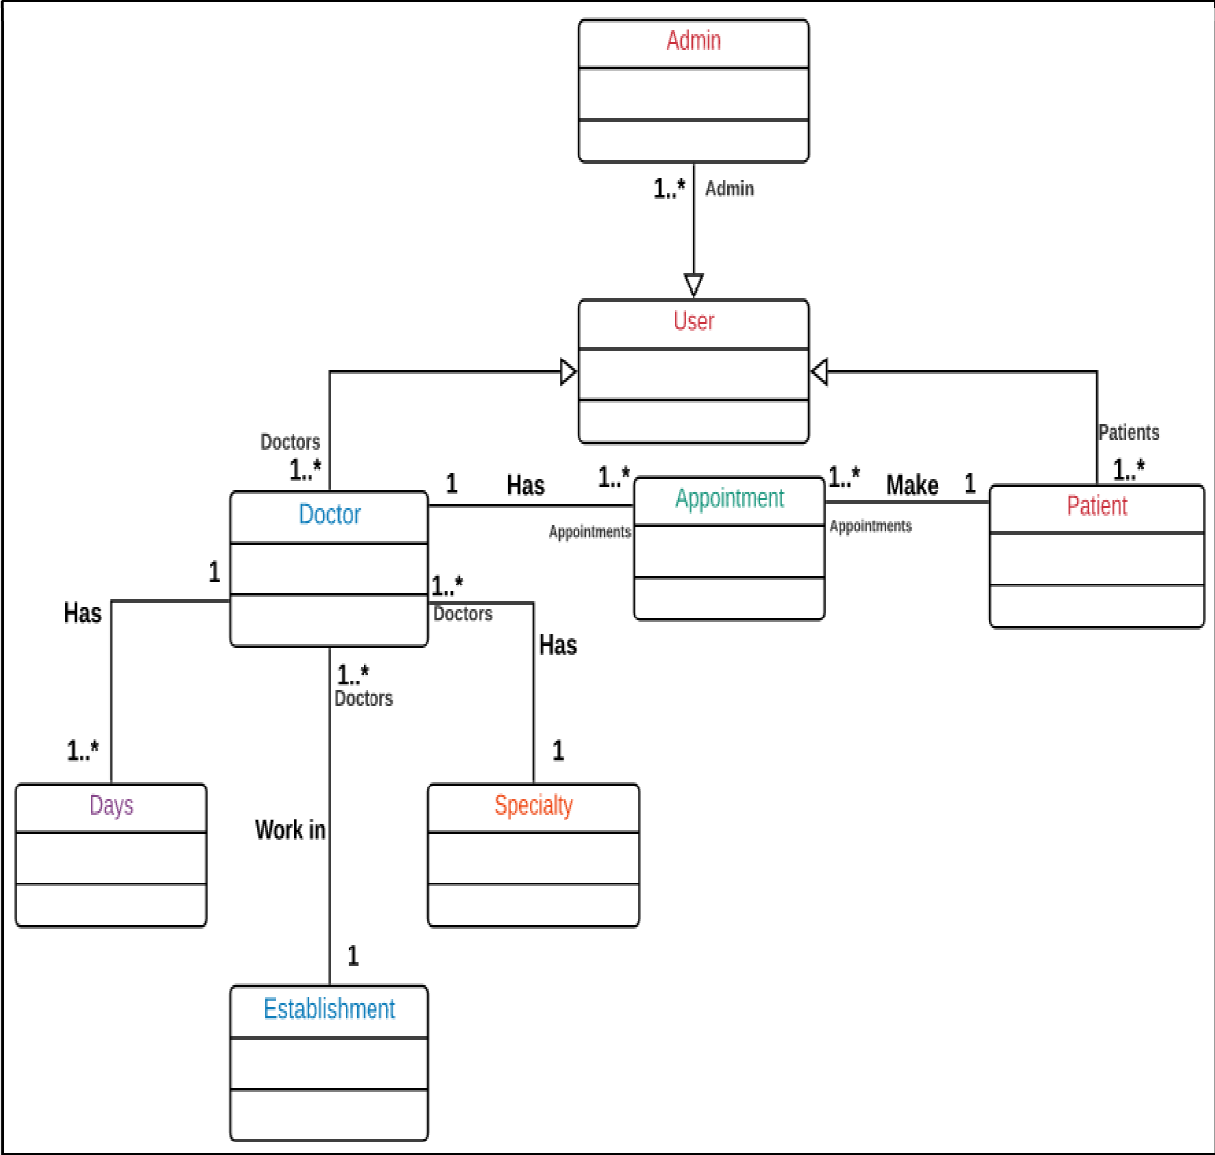 Admin
1..* Admin
User
Doctors
1..*
Patients
1..*
Doctor
1 Has 1..*
Appointments
Appointment
1..* Make 1
Appointments
Patient
1
Has
1..*
1..*
Doctors
Has
1
1..*
Doctors
Work in
1
Days
Specialty
Establishment